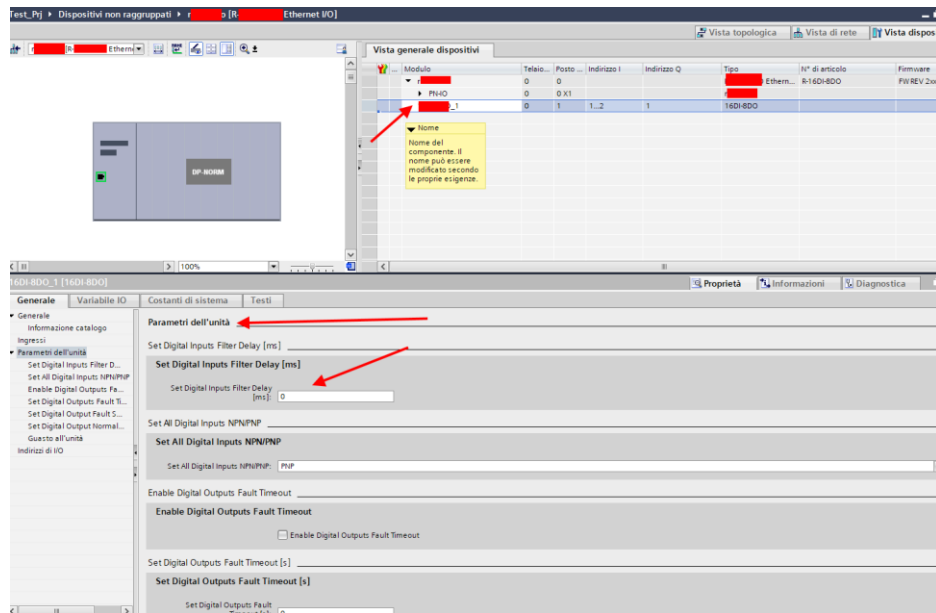 Test_Prj ▸ Dispositivi non raggruppati ▸ r o [R- Ethernet I/O]
Vista topologica Vista di rete Vista dispos
r [R- Ethern
Vista generale dispositivi
... Modulo Telaio... Posto ... Indirizzo I Indirizzo Q Tipo N° di articolo Firmware
r 0 0 Ethern... R-16DI-8DO FW REV 2xx
PN-IO 0 0 X1 r
_1 0 1 1...2 1 16DI-8DO
Nome
Nome del
componente. Il
nome può essere
modificato secondo
le proprie esigenze.
DP-NORM
100%
16DI-8DO_1 [16DI-8DO]
Proprietà Informazioni Diagnostica
Generale Variabile IO Costanti di sistema Testi
Generale
Informazione catalogo
Ingressi
Parametri dell'unità
Set Digital Inputs Filter D...
Set All Digital Inputs NPN/PNP
Enable Digital Outputs Fa...
Set Digital Outputs Fault Ti...
Set Digital Output Fault S...
Set Digital Output Normal...
Guasto all'unità
Indirizzi di I/O
Parametri dell'unità
Set Digital Inputs Filter Delay [ms]
Set Digital Inputs Filter Delay [ms]
Set Digital Inputs Filter Delay
[ms]: 0
Set All Digital Inputs NPN/PNP
Set All Digital Inputs NPN/PNP
Set All Digital Inputs NPN/PNP: PNP
Enable Digital Outputs Fault Timeout
Enable Digital Outputs Fault Timeout
Enable Digital Outputs Fault Timeout
Set Digital Outputs Fault Timeout [s]
Set Digital Outputs Fault Timeout [s]
Set Digital Outputs Fault
Timeout [s]: 0